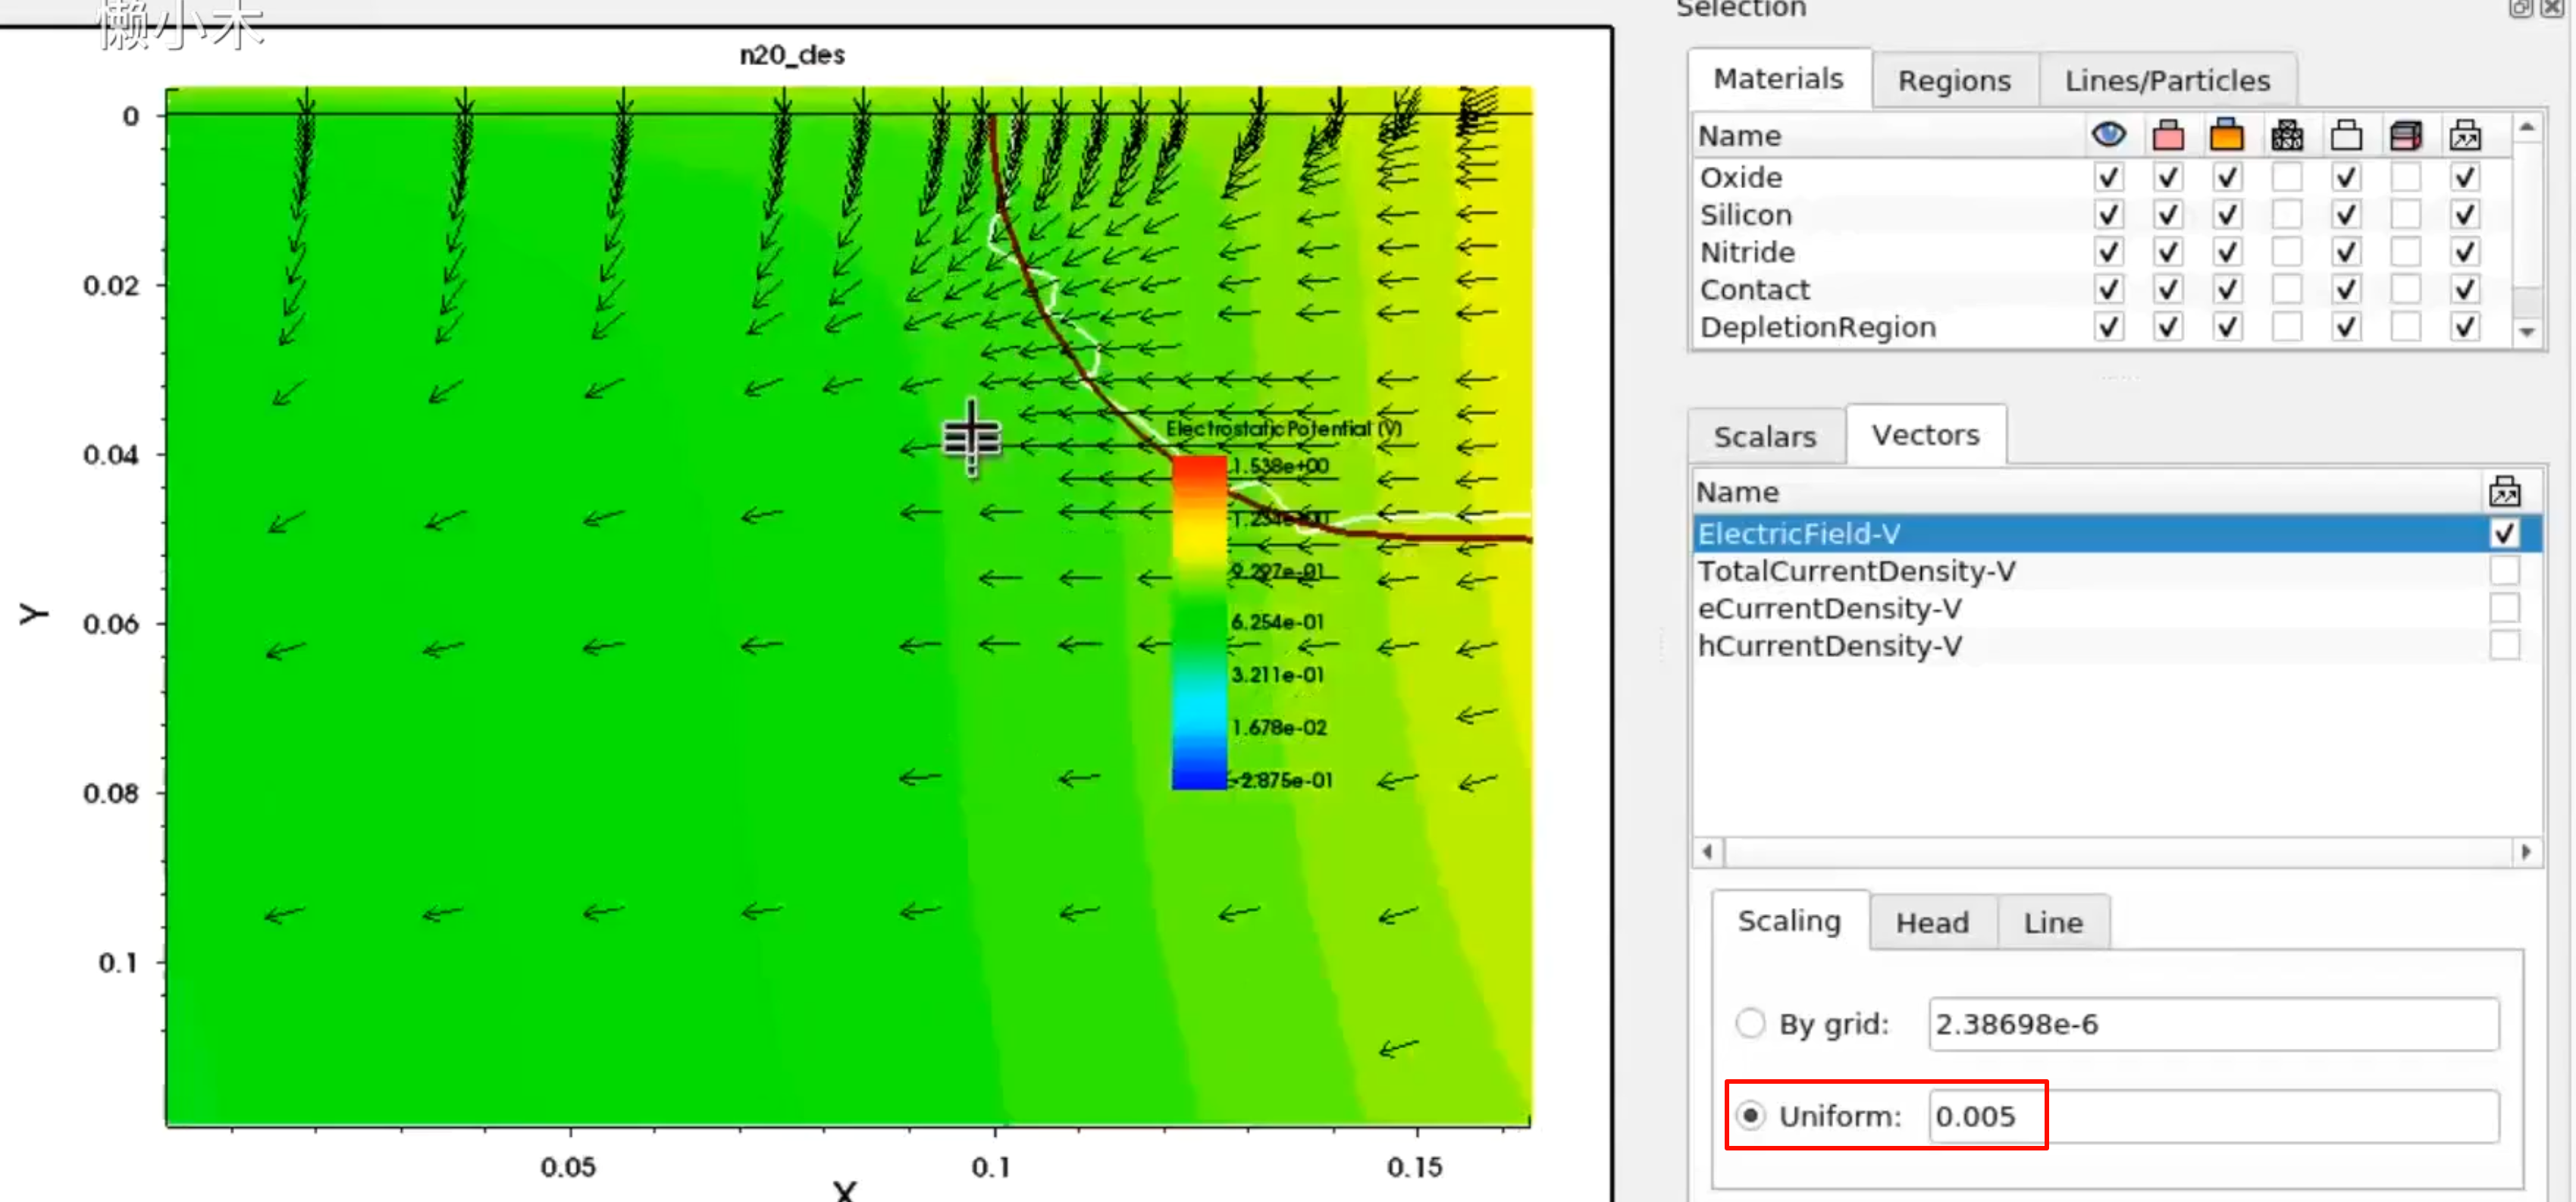 懒小木
n20_des
0
0.02
0.04
0.06
0.08
0.1
Y
0.05
0.1
0.15
X
Electrostatic Potential (V)
1.538e+00
1.234e+00
9.297e-01
6.254e-01
3.211e-01
1.678e-02
-2.875e-01
Selection
Materials
Regions
Lines/Particles
Name
Oxide
Silicon
Nitride
Contact
DepletionRegion
Scalars
Vectors
Name
ElectricField-V
TotalCurrentDensity-V
eCurrentDensity-V
hCurrentDensity-V
Scaling
Head
Line
By grid: 2.38698e-6
Uniform: 0.005